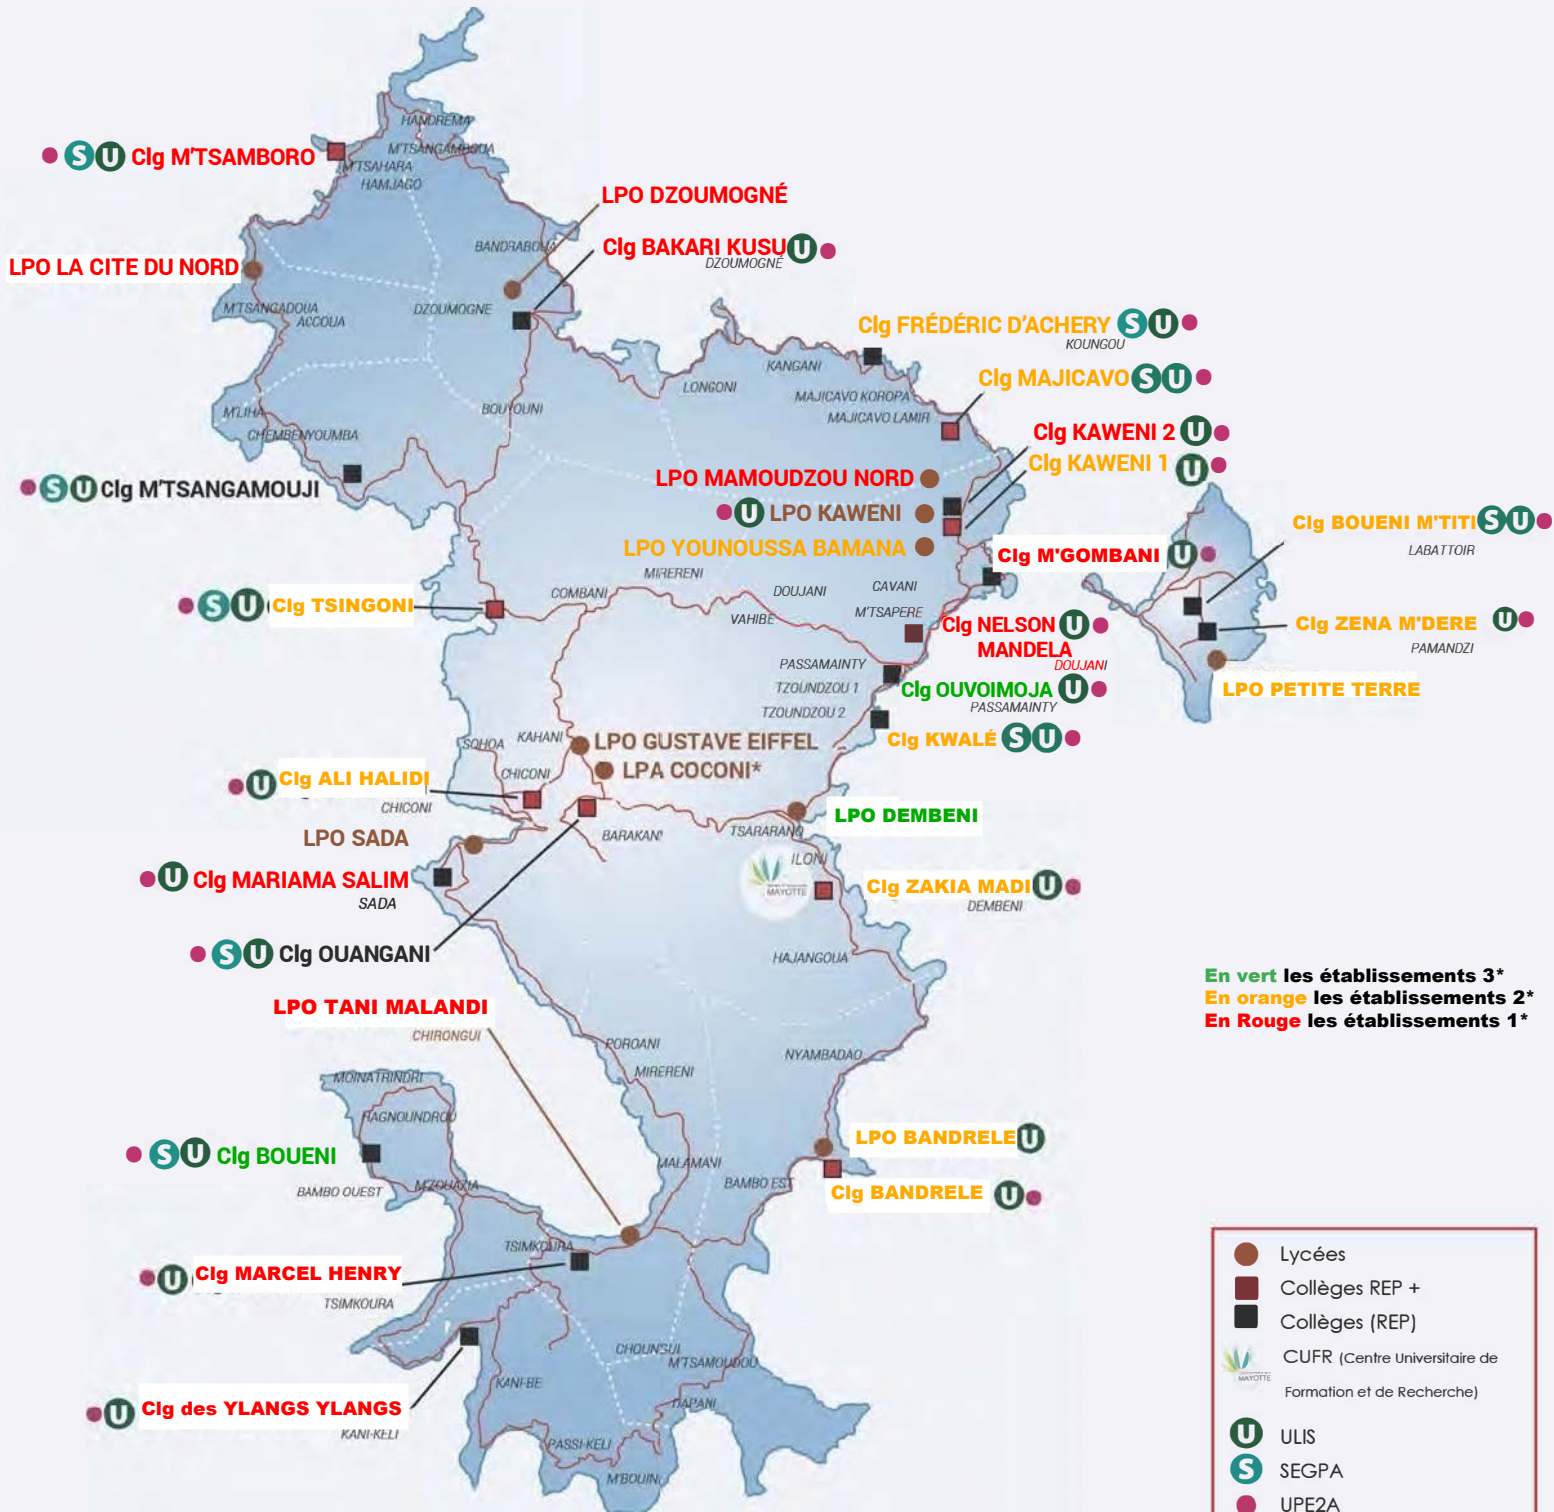 HANDREMA
M'TSANGAMBOUA
S U Clg M'TSAMBORO
M'TSAHARA
HAMJAGO
LPO DZOUMOGNÉ
BANDRABOUA
Clg BAKARI KUSU U
DZOUMOGNÉ
LPO LA CITE DU NORD
M'TSANGADOUA
ACCOUA
DZOUMOGNE
Clg FRÉDÉRIC D'ACHERY S U
KOUNGOU
KANGANI
LONGONI
Clg MAJICAVO S U
MAJICAVO KOROPA
MAJICAVO LAMIR
M'LIHA
BOUYOUNI
CHEMBENYOUMBA
Clg KAWENI 2 U
Clg KAWENI 1 U
LPO MAMOUDZOU NORD
S U Clg M'TSANGAMOUJI
U LPO KAWENI
Clg BOUENI M'TITI S U
LABATTOIR
LPO YOUNOUSSA BAMANA
Clg M'GOMBANI U
MIRERENI
COMBANI
DOUJANI
CAVANI
S U Clg TSINGONI
VAHIBE
M'TSAPERE
Clg NELSON U
MANDELA
DOUJANI
Clg ZENA M'DERE U
PAMANDZI
PASSAMAINTY
TZOUNDZOU 1
Clg OUVOIMOJA U
PASSAMAINTY
LPO PETITE TERRE
TZOUNDZOU 2
Clg KWALÉ S U
SOHOA
KAHANI
LPO GUSTAVE EIFFEL
CHICONI
LPA COCONI*
U Clg ALI HALIDI
CHICONI
LPO DEMBENI
LPO SADA
BARAKANI
TSARARANO
ILONI
MAYOTTE
U Clg MARIAMA SALIM
SADA
Clg ZAKIA MADI U
DEMBENI
S U Clg OUANGANI
HAJANGOUA
En vert les établissements 3*
En orange les établissements 2*
En Rouge les établissements 1*
LPO TANI MALANDI
CHIRONGUI
POROANI
MIRERENI
NYAMBADAO
MOINATRINDRI
HAGNOUNDROU
S U Clg BOUENI
BAMBO OUEST
M'ZOUAZIA
MALAMANI
BAMBO EST
LPO BANDRELE U
Clg BANDRELE U
TSIMKOURA
U Clg MARCEL HENRY
TSIMKOURA
CHOUNGUI
M'TSAMOUDOU
KANI-BE
DAPANI
U Clg des YLANGS YLANGS
KANI-KELI
PASSI-KELI
M'BOUINI
Lycées
Collèges REP +
Collèges (REP)
MAYOTTE
CUFR (Centre Universitaire de
Formation et de Recherche)
U ULIS
S SEGPA
UPE2A